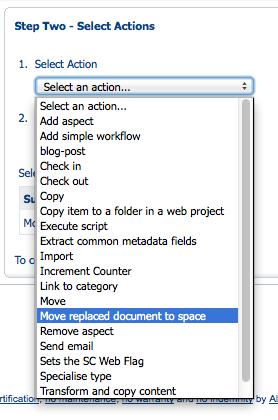 Step Two - Select Actions
1. Select Action
Select an action...
Select an action...
Add aspect
Add simple workflow
2.
blog-post
Check in
Check out
Copy
Copy item to a folder in a web project
Execute script
Extract common metadata fields
Import
Increment Counter
Link to category
Move
Move replaced document to space
Remove aspect
Send email
Sets the SC Web Flag
Specialise type
Transform and copy content
To c
no maintenance, no warranty and no indemnity by Al